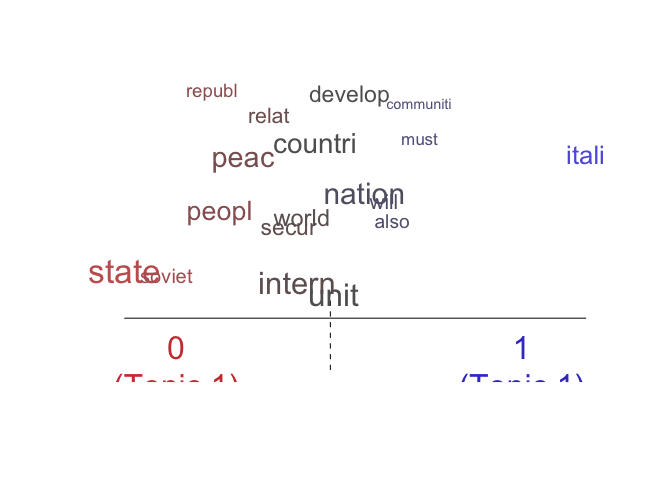 republ
develop
communiti
relat
must
countri
itali
peac
nation
will
peopl
world
also
secur
state
soviet
intern
unit
0
1
(Topic 1)
(Topic 1)